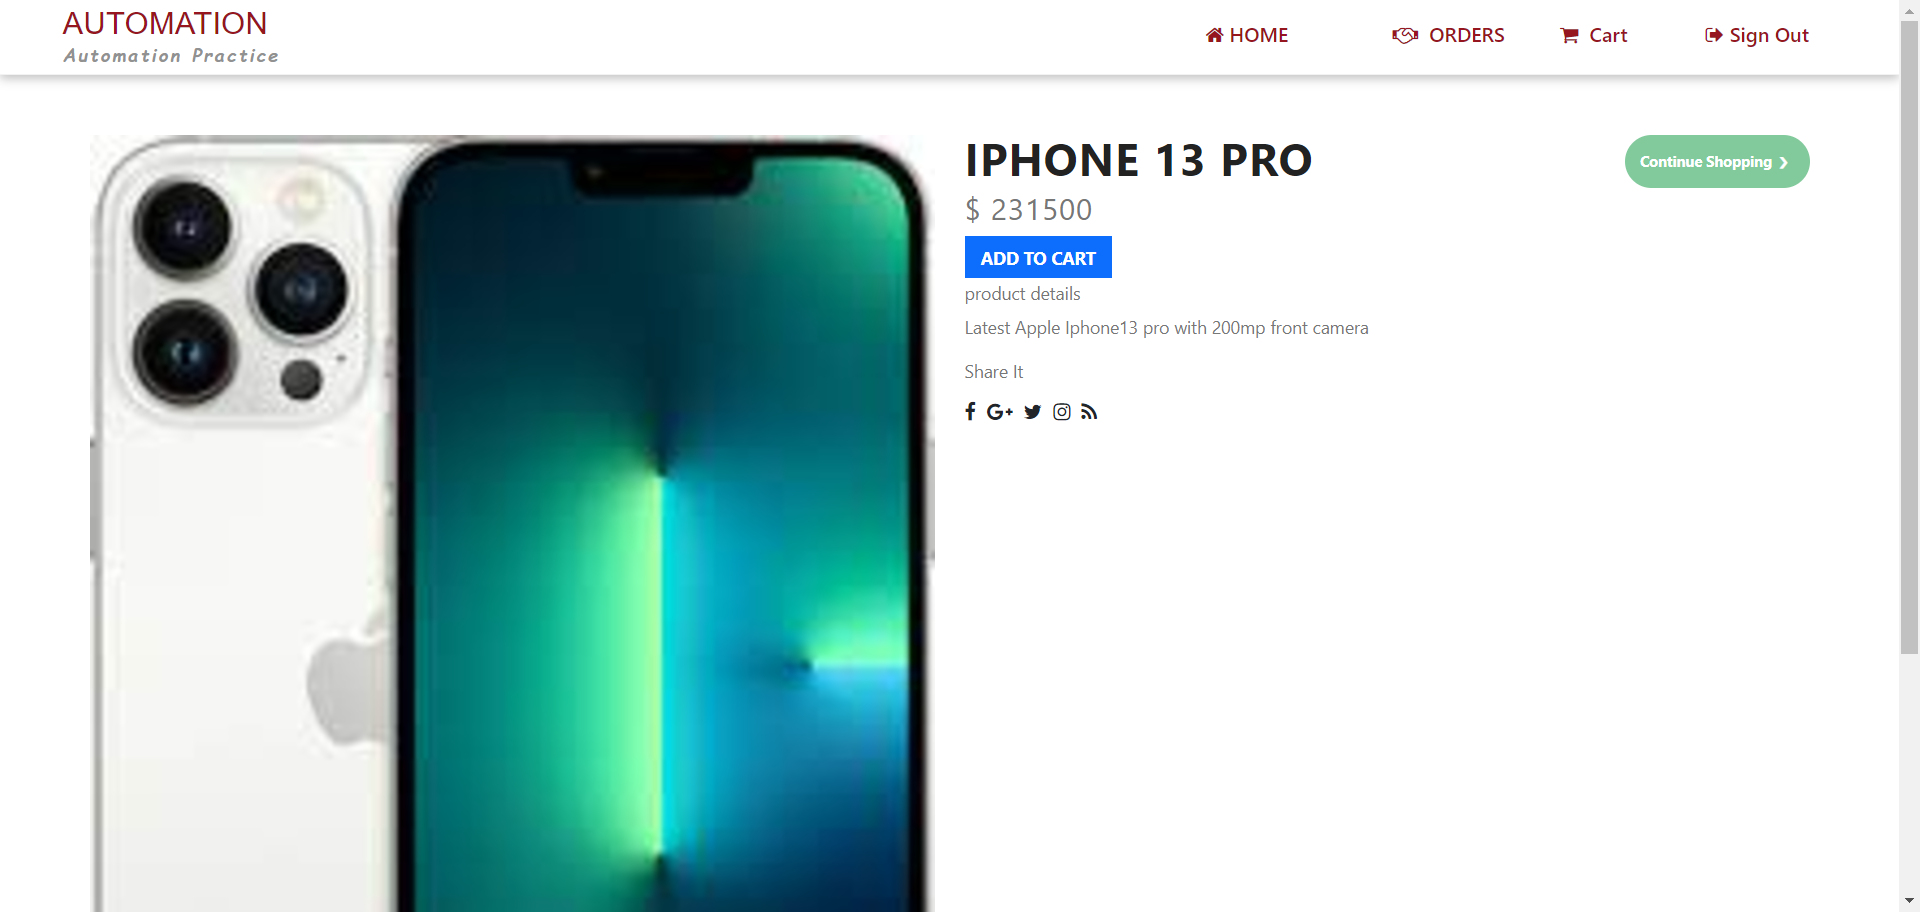 AUTOMATION
Automation Practice
HOME
ORDERS
Cart
Sign Out
IPHONE 13 PRO
Continue Shopping
$ 231500
ADD TO CART
product details
Latest Apple Iphone13 pro with 200mp front camera
Share It